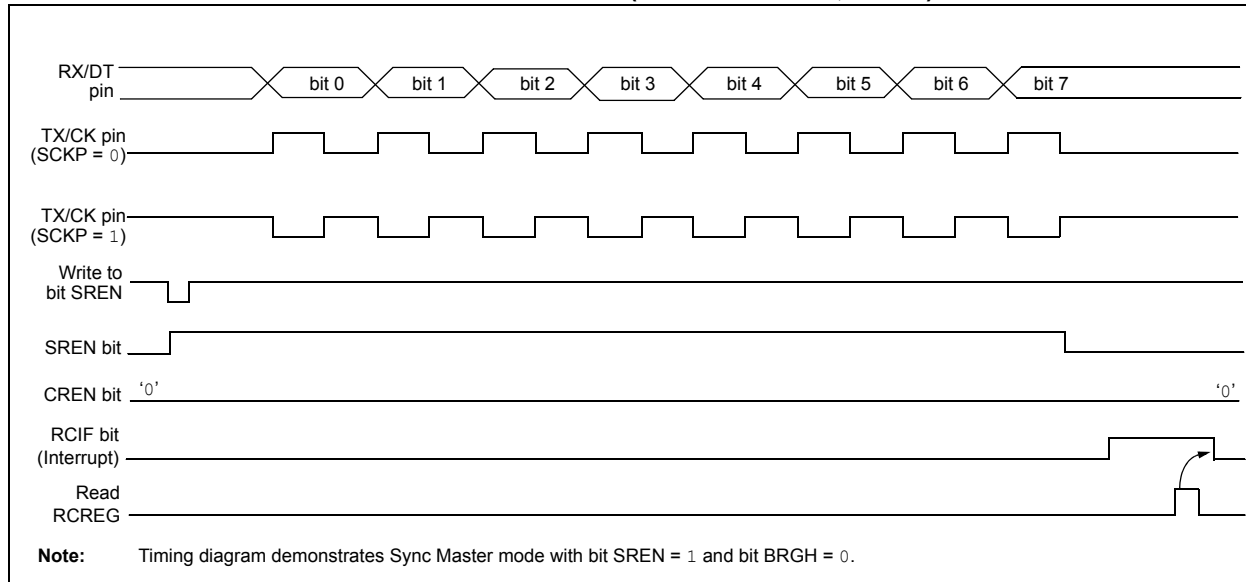 RX/DT
pin
bit 0 bit 1 bit 2 bit 3 bit 4 bit 5 bit 6 bit 7
TX/CK pin
(SCKP = 0)
TX/CK pin
(SCKP = 1)
Write to
bit SREN
SREN bit
CREN bit ‘0’ ‘0’
RCIF bit
(Interrupt)
Read
RCREG
Note: Timing diagram demonstrates Sync Master mode with bit SREN = 1 and bit BRGH = 0.